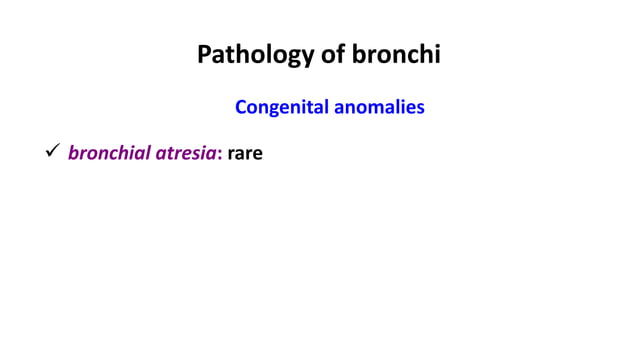 Pathology of bronchi
Congenital anomalies
✓ bronchial atresia: rare